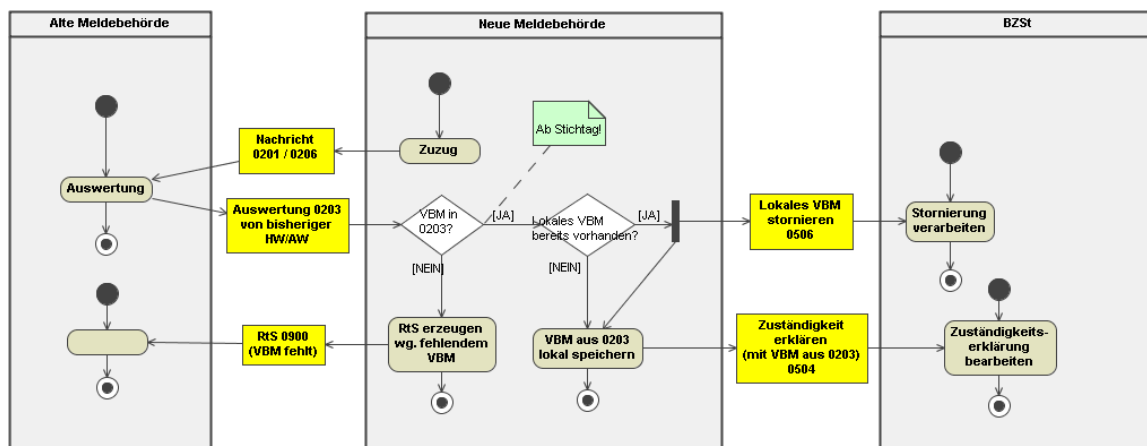 Alte Meldebehörde
Neue Meldebehörde
BZSt
Nachricht
0201 / 0206
Zuzug
Ab Stichtag!
Auswertung
Auswertung 0203
von bisheriger
HW/AW
VBM in
0203?
[JA]
Lokales VBM
bereits vorhanden?
[JA]
Lokales VBM
stornieren
0506
Stornierung
verarbeiten
[NEIN]
[NEIN]
RtS 0900
(VBM fehlt)
RtS erzeugen
wg. fehlendem
VBM
VBM aus 0203
lokal speichern
Zuständigkeit
erklären
(mit VBM aus 0203)
0504
Zuständigkeits-
erklärung
bearbeiten